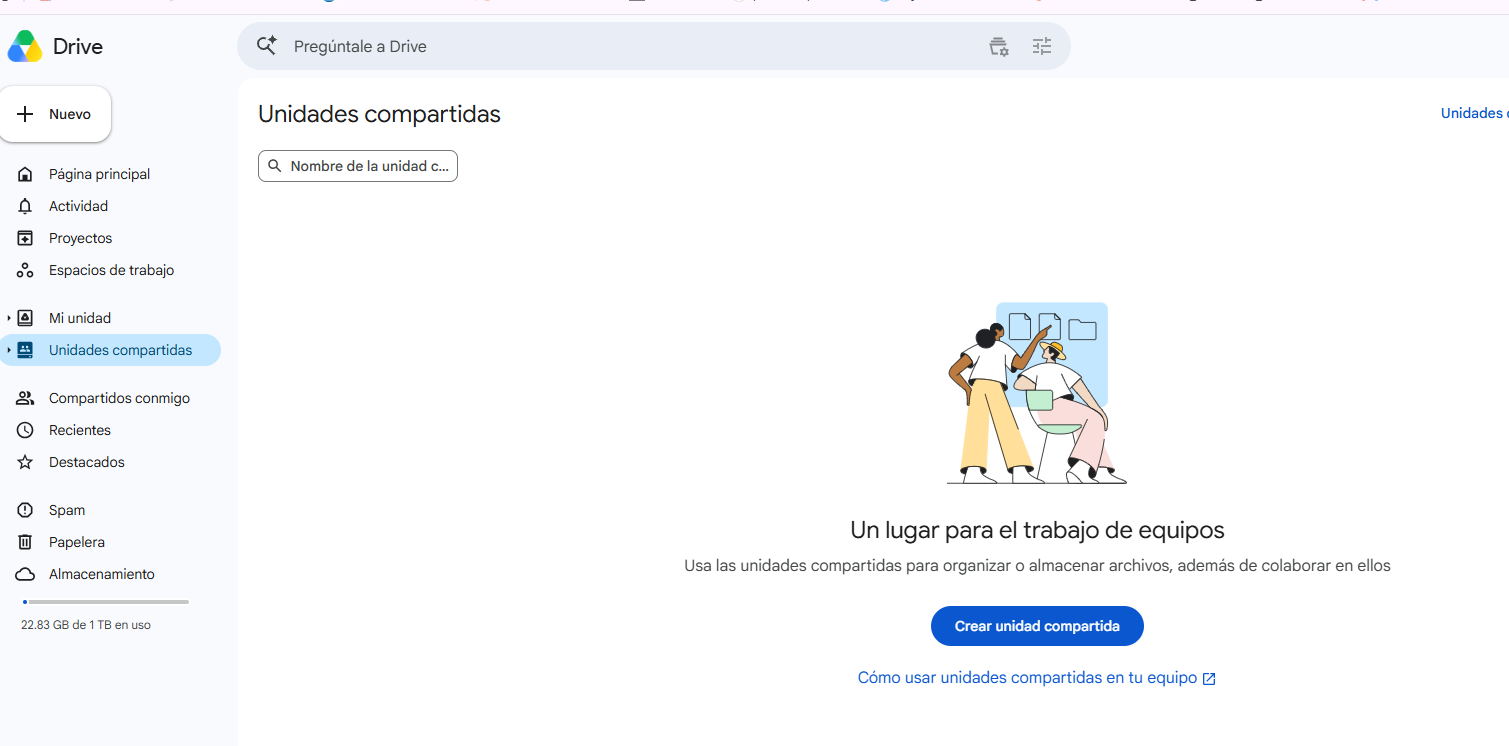 Drive
Pregúntale a Drive
Nuevo
Unidades compartidas
Unidades
Nombre de la unidad c...
Página principal
Actividad
Proyectos
Espacios de trabajo
Mi unidad
Unidades compartidas
Compartidos conmigo
Recientes
Destacados
Spam
Papelera
Almacenamiento
22.83 GB de 1 TB en uso
Un lugar para el trabajo de equipos
Usa las unidades compartidas para organizar o almacenar archivos, además de colaborar en ellos
Crear unidad compartida
Cómo usar unidades compartidas en tu equipo